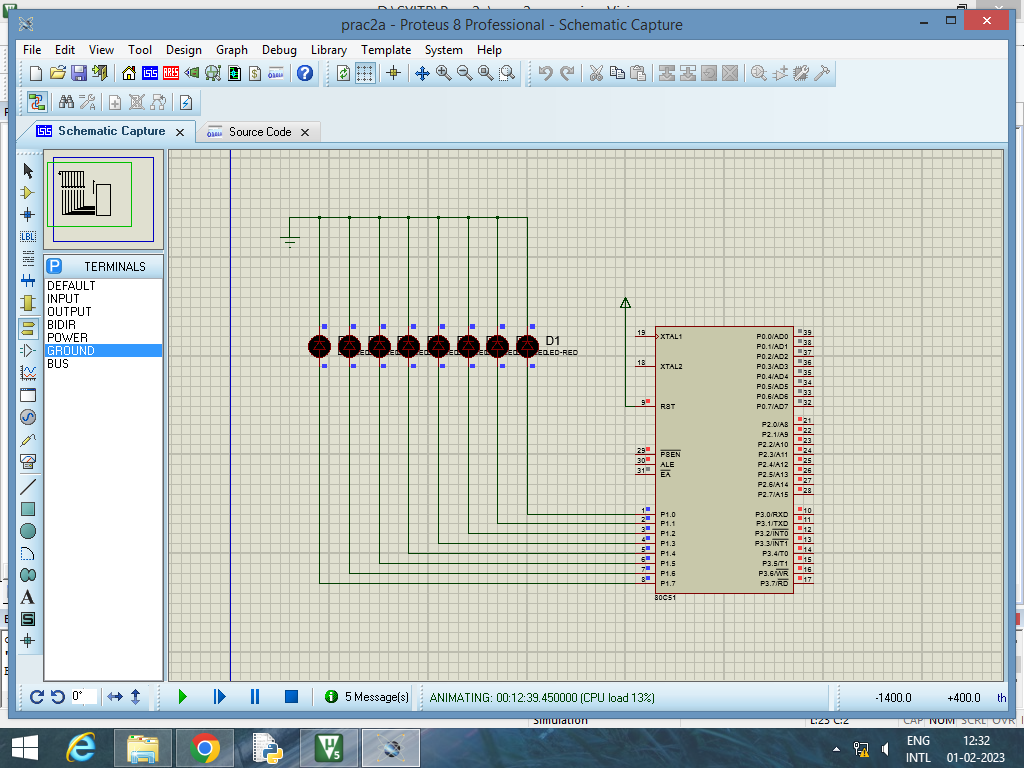 prac2a - Proteus 8 Professional - Schematic Capture
File Edit View Tool Design Graph Debug Library Template System Help
Schematic Capture
Source Code
LBL
P TERMINALS
DEFAULT
INPUT
OUTPUT
BIDIR
POWER
GROUND
BUS
A
S
D1
LED-RED
19 XTAL1
18 XTAL2
9 RST
29 PSEN
30 ALE
31 EA
1 P1.0
2 P1.1
3 P1.2
4 P1.3
5 P1.4
6 P1.5
7 P1.6
8 P1.7
P0.0/AD0 39
P0.1/AD1 38
P0.2/AD2 37
P0.3/AD3 36
P0.4/AD4 35
P0.5/AD5 34
P0.6/AD6 33
P0.7/AD7 32
P2.0/A8 21
P2.1/A9 22
P2.2/A10 23
P2.3/A11 24
P2.4/A12 25
P2.5/A13 26
P2.6/A14 27
P2.7/A15 28
P3.0/RXD 10
P3.1/TXD 11
P3.2/INT0 12
P3.3/INT1 13
P3.4/T0 14
P3.5/T1 15
P3.6/WR 16
P3.7/RD 17
80C51
0°
5 Message(s)
ANIMATING: 00:12:39.450000 (CPU load 13%)
-1400.0 +400.0 th
Simulation
L:25 C:2 CAP NUM SCRL OVR
ENG
INTL
12:32
01-02-2023